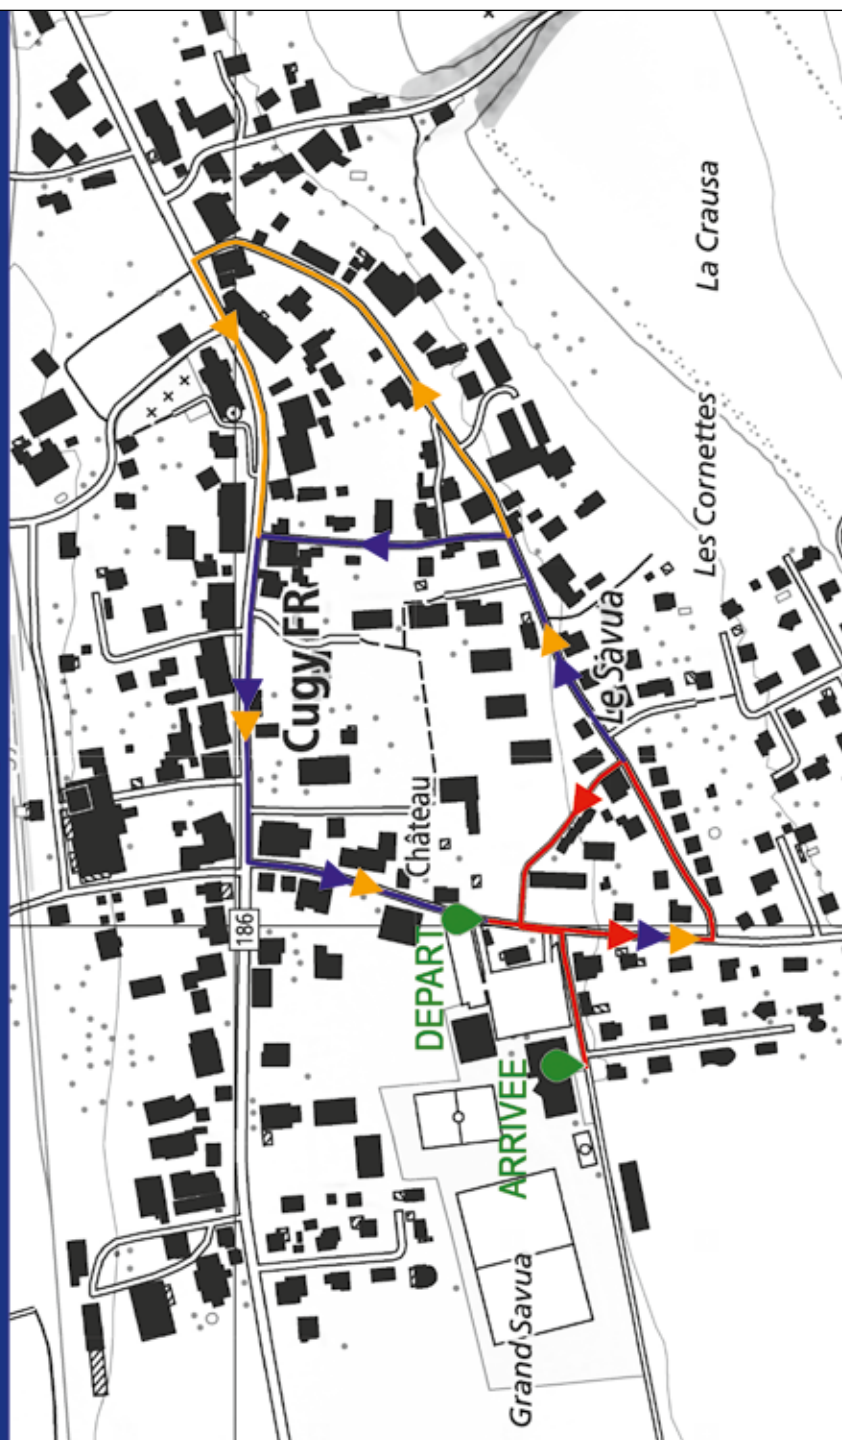 La Crausa
Les Cornettes
Cugy FR
Le Savua
Château
186
DEPART
ARRIVEE
Grand Savua